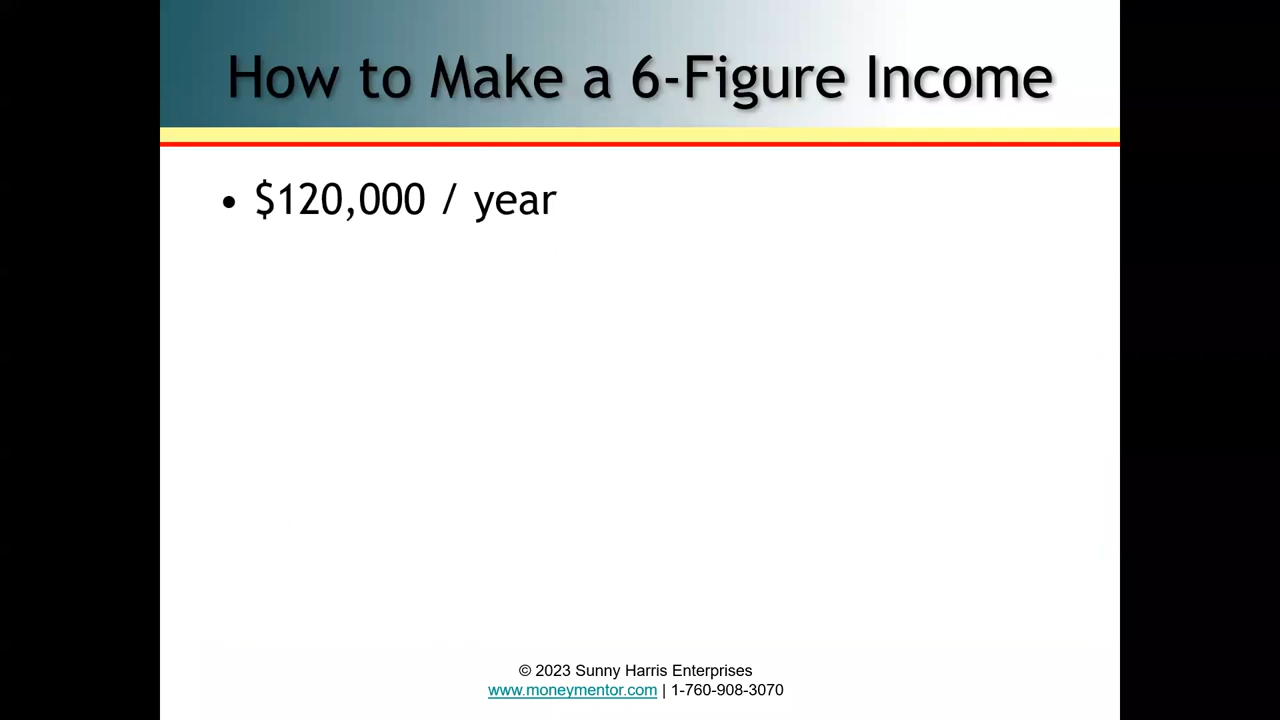 How to Make a 6-Figure Income
• $120,000 / year
© 2023 Sunny Harris Enterprises
www.moneymentor.com | 1-760-908-3070